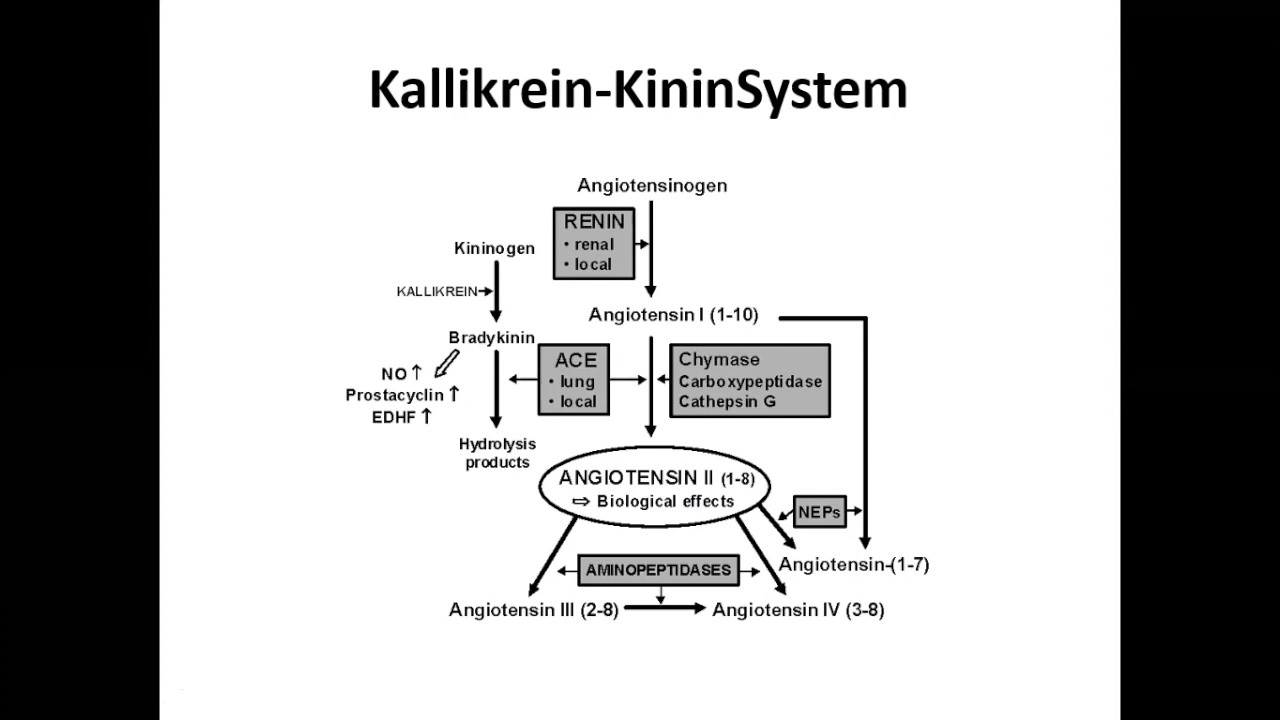 Kallikrein-KininSystem
Angiotensinogen
RENIN
• renal
• local
Kininogen
KALLIKREIN
Angiotensin I (1-10)
Bradykinin
NO ↑
Prostacyclin ↑
EDHF ↑
ACE
• lung
• local
Chymase
Carboxypeptidase
Cathepsin G
Hydrolysis
products
ANGIOTENSIN II (1-8)
⇨ Biological effects
NEPs
Angiotensin-(1-7)
AMINOPEPTIDASES
Angiotensin III (2-8)
Angiotensin IV (3-8)